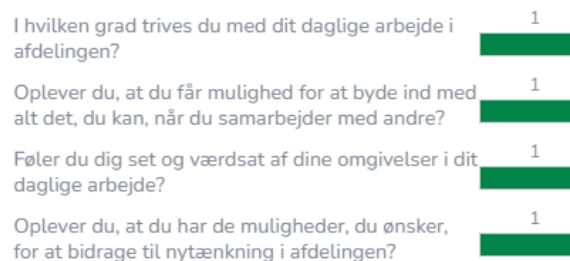 I hvilken grad trives du med dit daglige arbejde i
afdelingen?
1
Oplever du, at du får mulighed for at byde ind med
alt det, du kan, når du samarbejder med andre?
1
Føler du dig set og værdsat af dine omgivelser i dit
daglige arbejde?
1
Oplever du, at du har de muligheder, du ønsker,
for at bidrage til nytænkning i afdelingen?
1